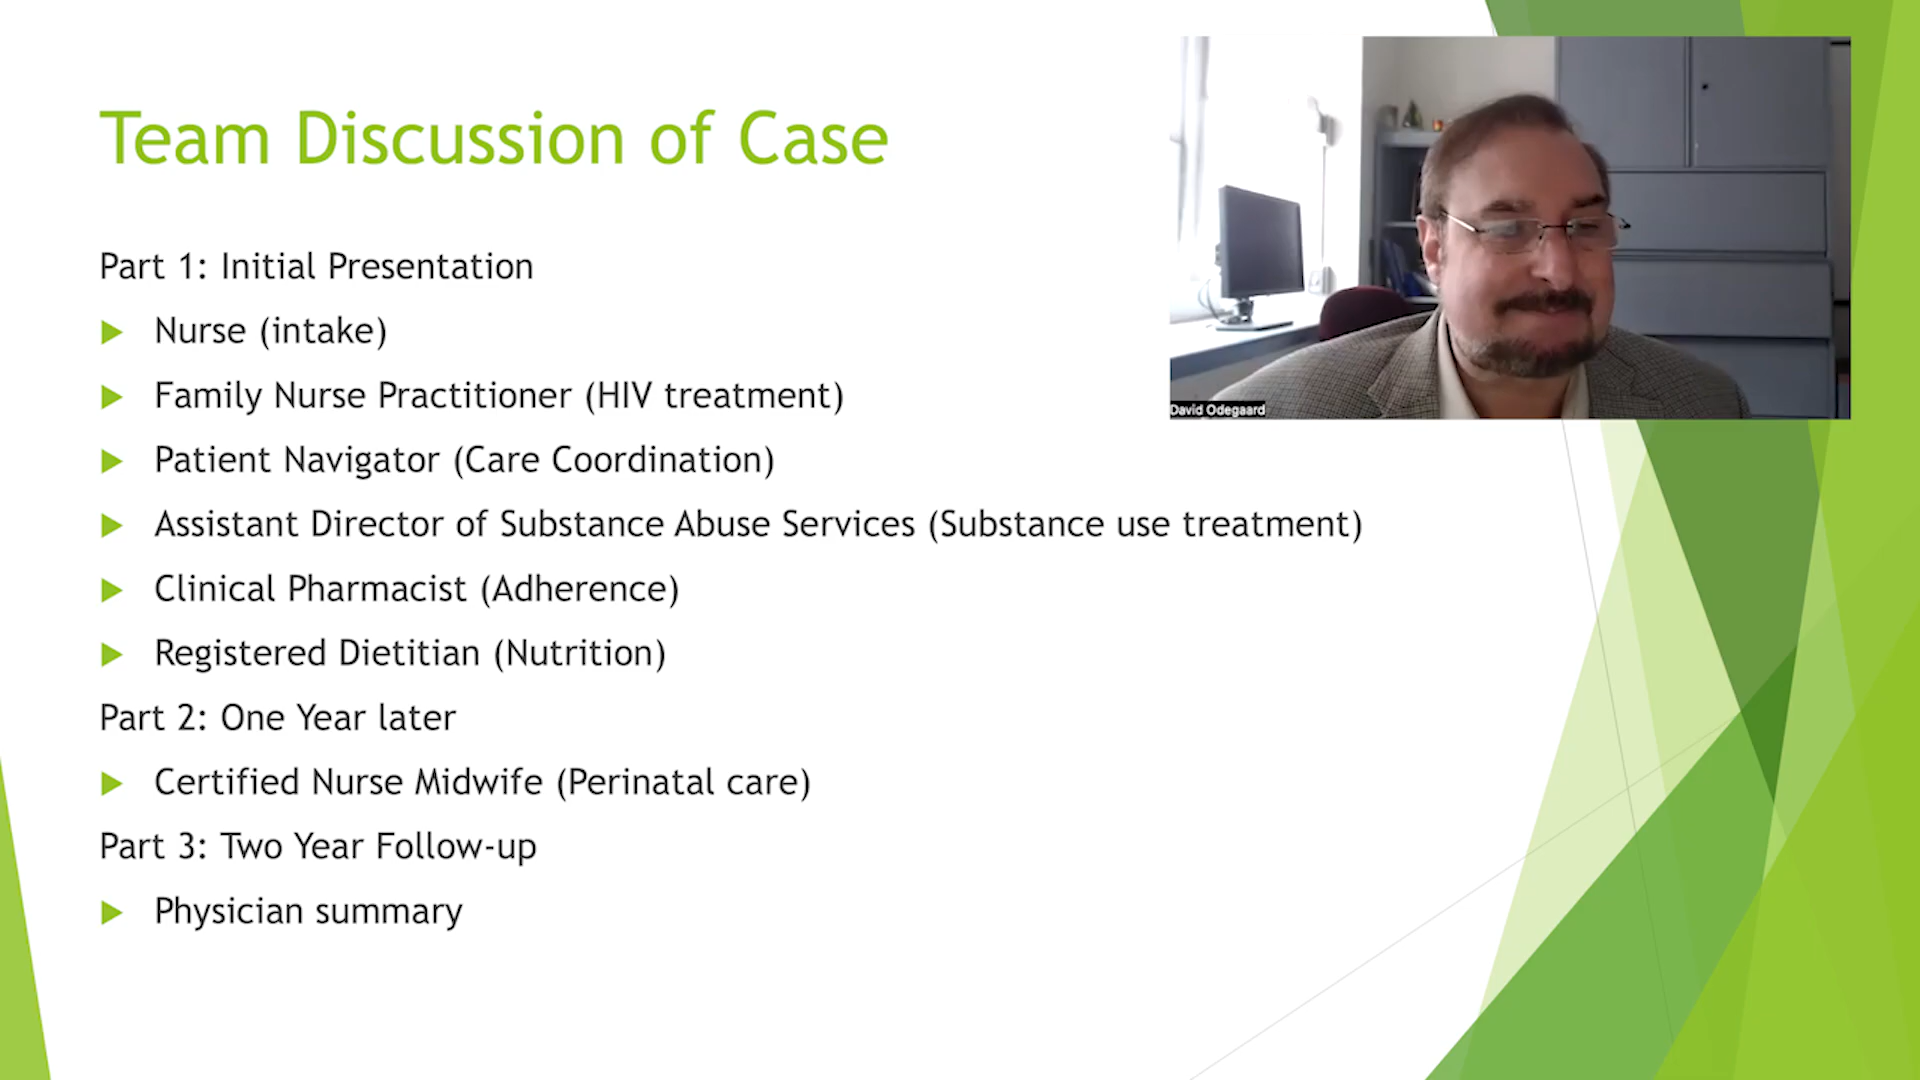 Team Discussion of Case
Part 1: Initial Presentation
Nurse (intake)
Family Nurse Practitioner (HIV treatment)
Patient Navigator (Care Coordination)
Assistant Director of Substance Abuse Services (Substance use treatment)
Clinical Pharmacist (Adherence)
Registered Dietitian (Nutrition)
Part 2: One Year later
Certified Nurse Midwife (Perinatal care)
Part 3: Two Year Follow-up
Physician summary
David Odegaard